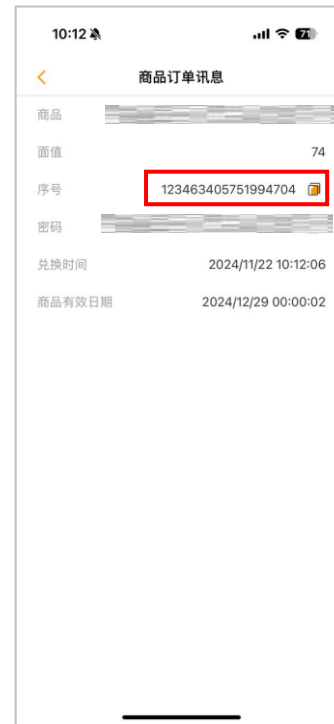 10:12
71
商品订单讯息
商品
面值 74
序号 123463405751994704
密码
兑换时间 2024/11/22 10:12:06
商品有效日期 2024/12/29 00:00:02